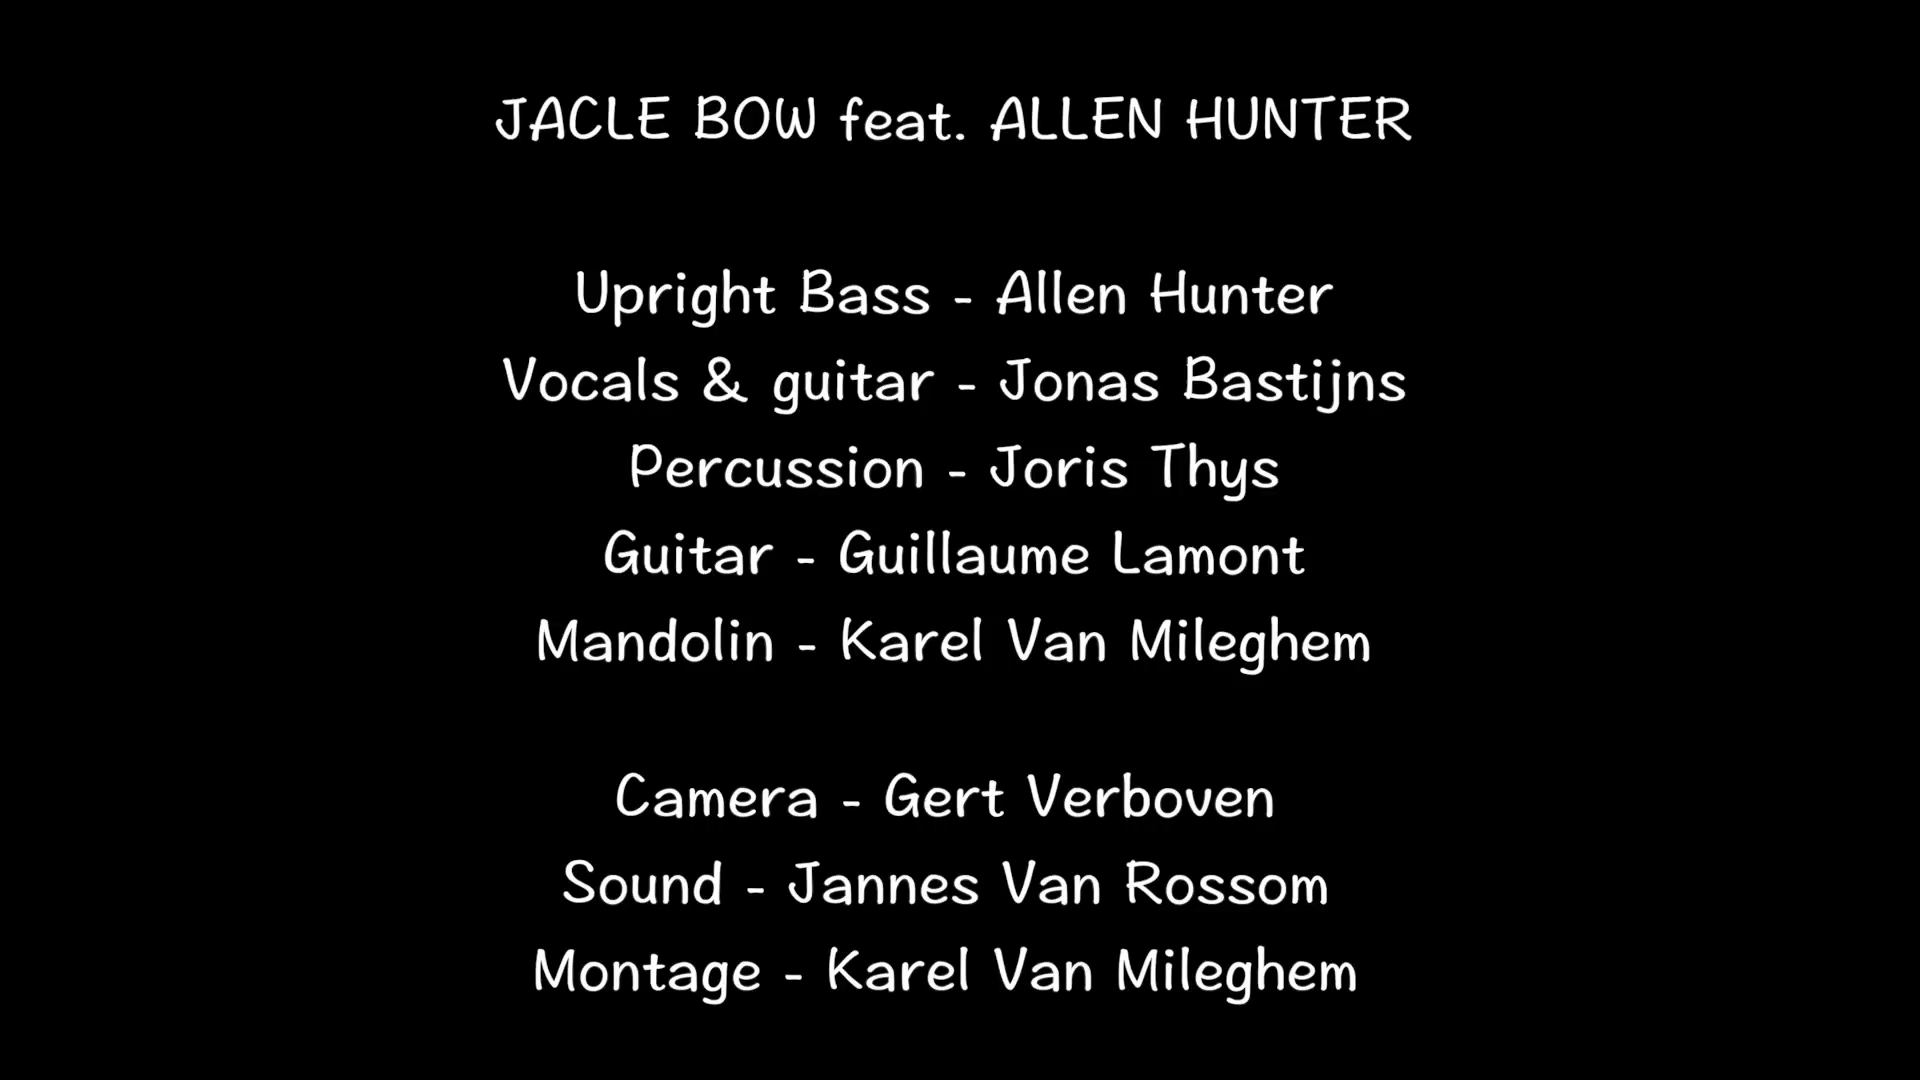 JACLE BOW feat. ALLEN HUNTER
Upright Bass - Allen Hunter
Vocals & guitar - Jonas Bastijns
Percussion - Joris Thys
Guitar - Guillaume Lamont
Mandolin - Karel Van Mileghem
Camera - Gert Verboven
Sound - Jannes Van Rossom
Montage - Karel Van Mileghem